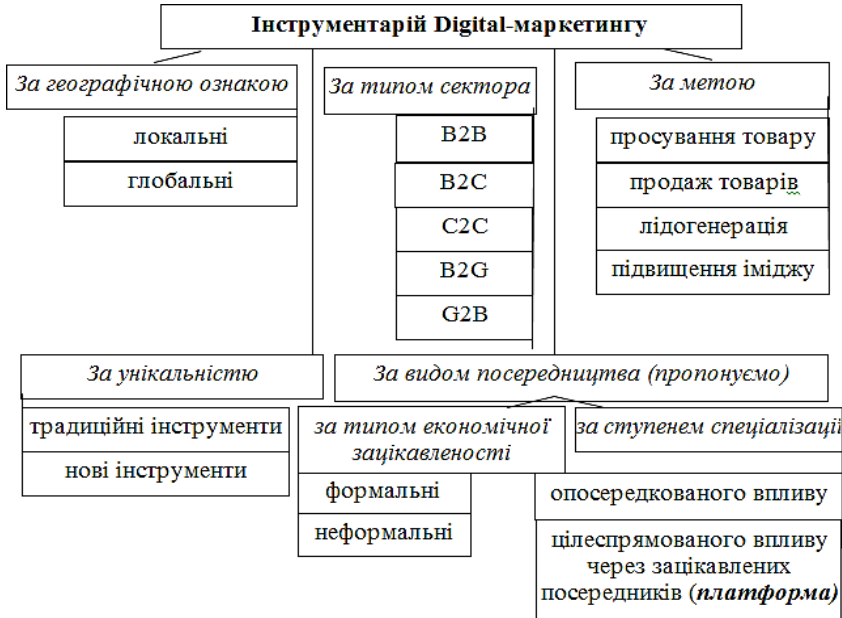 Інструментарій Digital-маркетингу
За географічною ознакою
локальні
глобальні
За типом сектора
B2B
B2C
C2C
B2G
G2B
За метою
просування товару
продаж товарів
лідогенерація
підвищення іміджу
За унікальністю
традиційні інструменти
нові інструменти
За видом посередництва (пропонуємо)
за типом економічної
зацікавленості
формальні
неформальні
за ступенем спеціалізації
опосередкованого впливу
цілеспрямованого впливу
через зацікавлених
посередників (платформа)